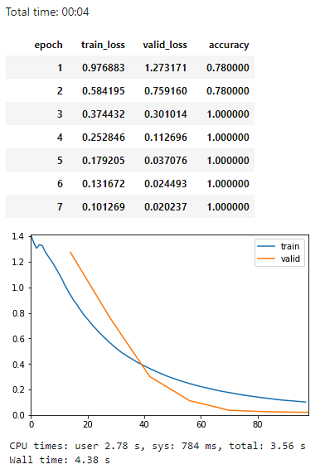 Total time: 00:04
epoch train_loss valid_loss accuracy
1 0.976883 1.273171 0.780000
2 0.584195 0.759160 0.780000
3 0.374432 0.301014 1.000000
4 0.252846 0.112696 1.000000
5 0.179205 0.037076 1.000000
6 0.131672 0.024493 1.000000
7 0.101269 0.020237 1.000000
1.4
1.2
1.0
0.8
0.6
0.4
0.2
0.0
train
valid
0 20 40 60 80
CPU times: user 2.78 s, sys: 784 ms, total: 3.56 s
Wall time: 4.38 s